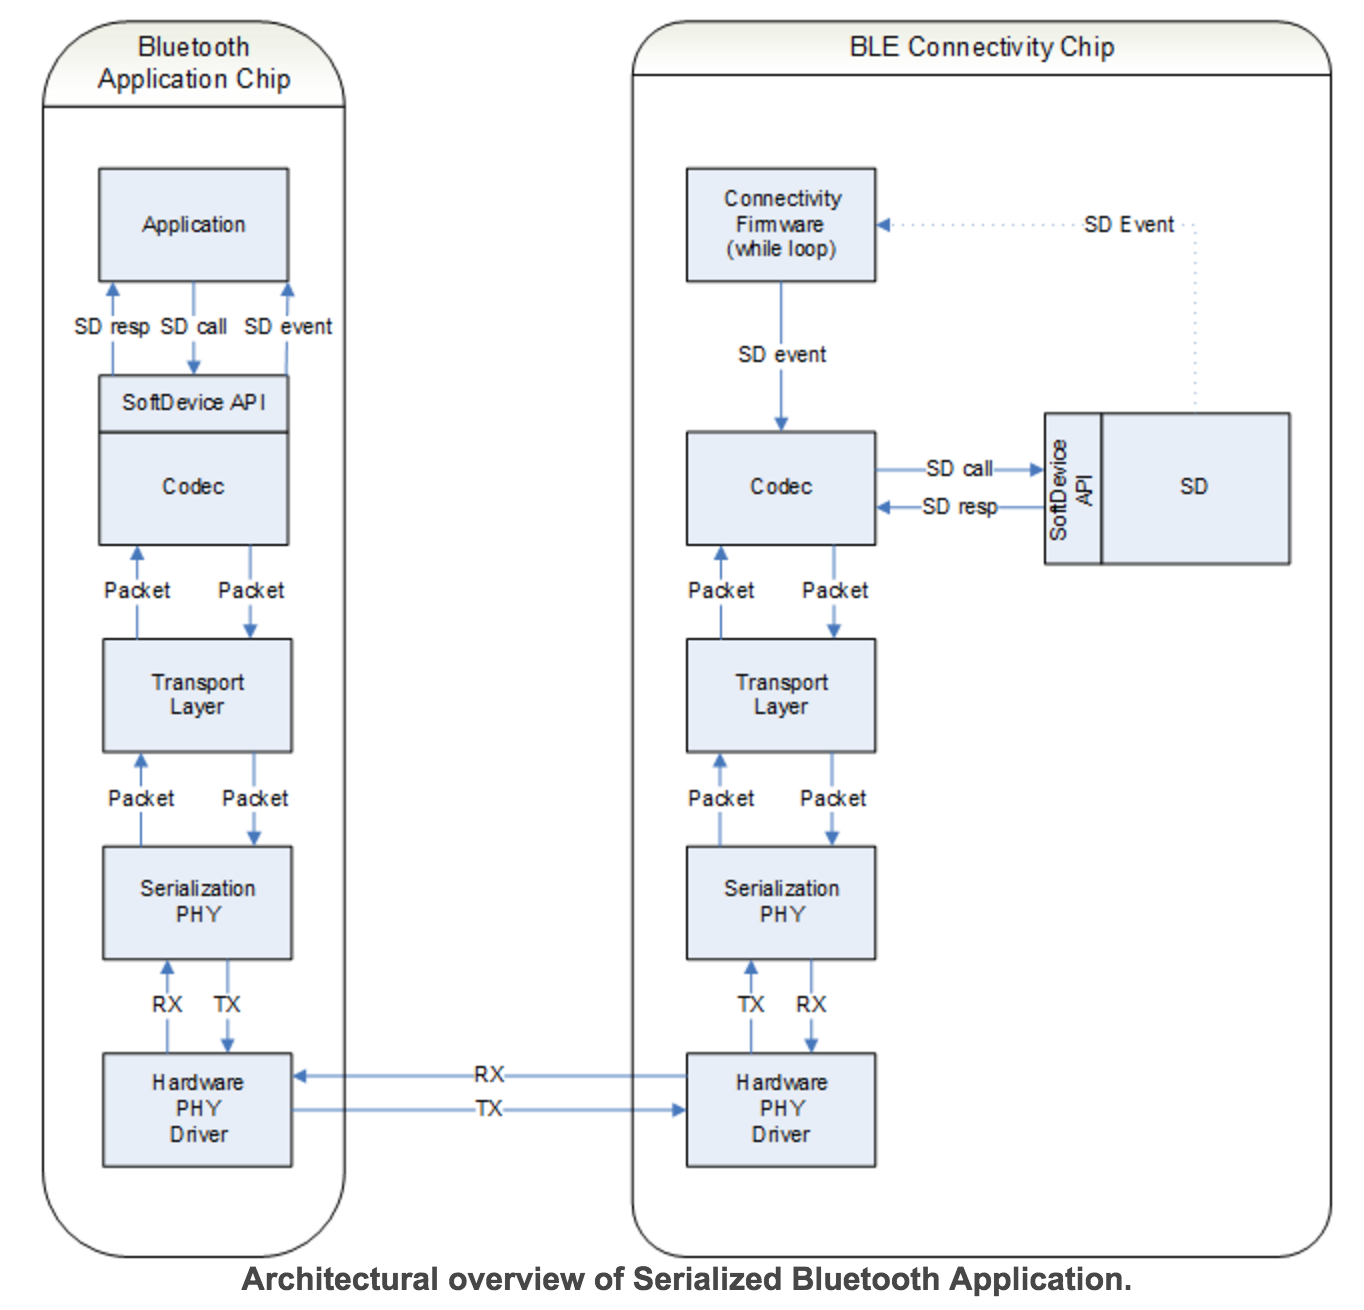 Bluetooth
Application Chip
Application
SD resp SD call SD event
SoftDevice API
Codec
Packet Packet
Transport
Layer
Packet Packet
Serialization
PHY
RX TX
Hardware
PHY
Driver
RX
TX
BLE Connectivity Chip
Connectivity
Firmware
(while loop)
SD Event
SD event
Codec
SD call
SD resp
SoftDevice
API
SD
Packet Packet
Transport
Layer
Packet Packet
Serialization
PHY
TX RX
Hardware
PHY
Driver
Architectural overview of Serialized Bluetooth Application.